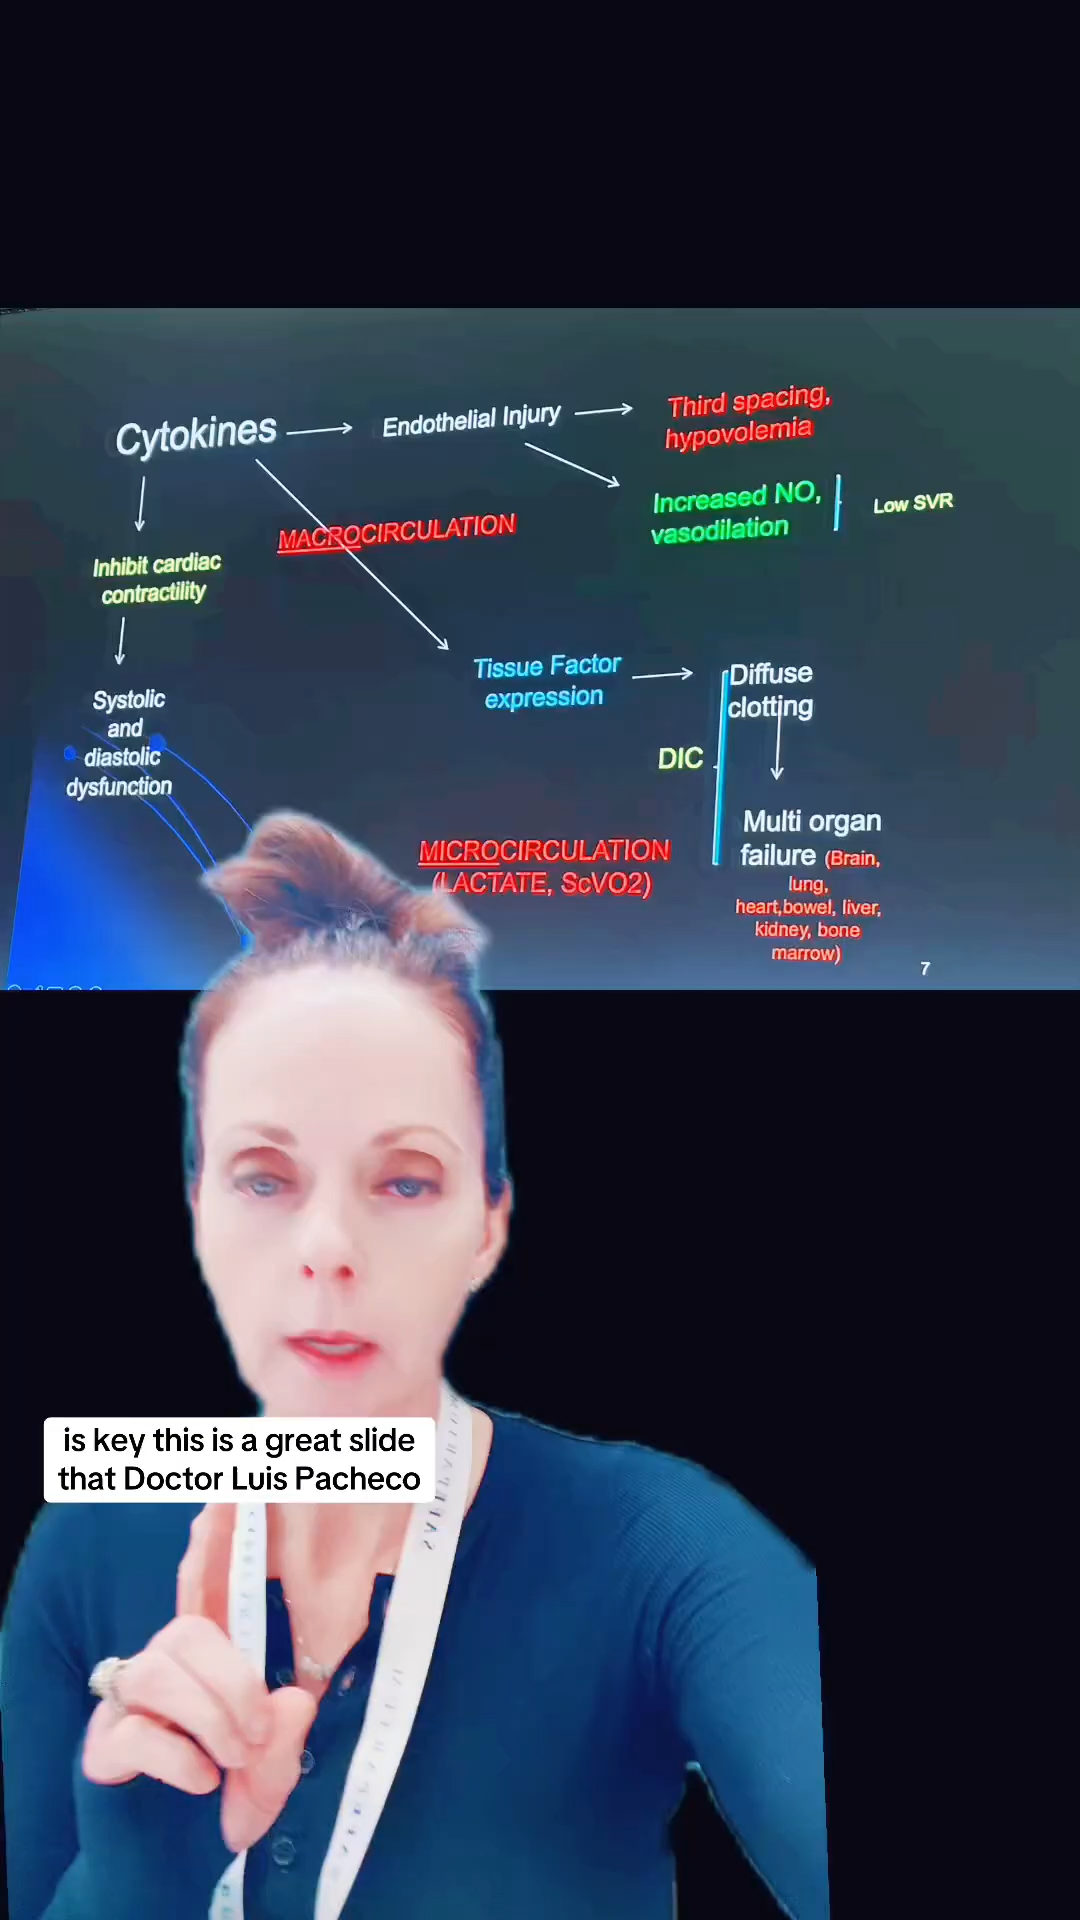 Cytokines
Endothelial Injury
Third spacing,
hypovolemia
Increased NO,
vasodilation
Low SVR
MACROCIRCULATION
Inhibit cardiac
contractility
Systolic
and
diastolic
dysfunction
Tissue Factor
expression
Diffuse
clotting
DIC
Multi organ
failure (Brain,
lung,
heart,bowel, liver,
kidney, bone
marrow)
MICROCIRCULATION
(LACTATE, ScVO2)
7
is key this is a great slide
that Doctor Luis Pacheco